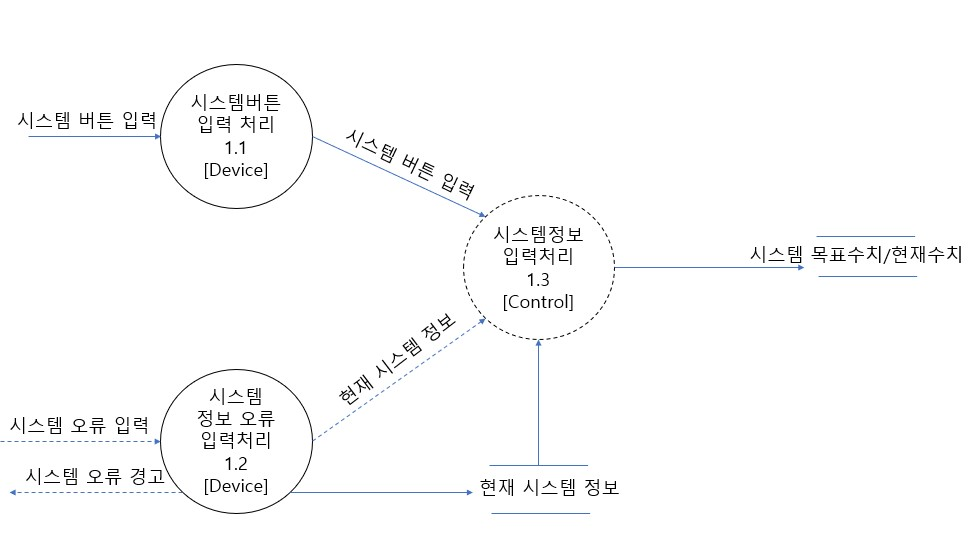 시스템 버튼 입력
시스템버튼
입력 처리
1.1
[Device]
시스템 버튼 입력
시스템정보
입력처리
1.3
[Control]
시스템 목표수치/현재수치
현재 시스템 정보
시스템 오류 입력
시스템 오류 경고
시스템
정보 오류
입력처리
1.2
[Device]
현재 시스템 정보